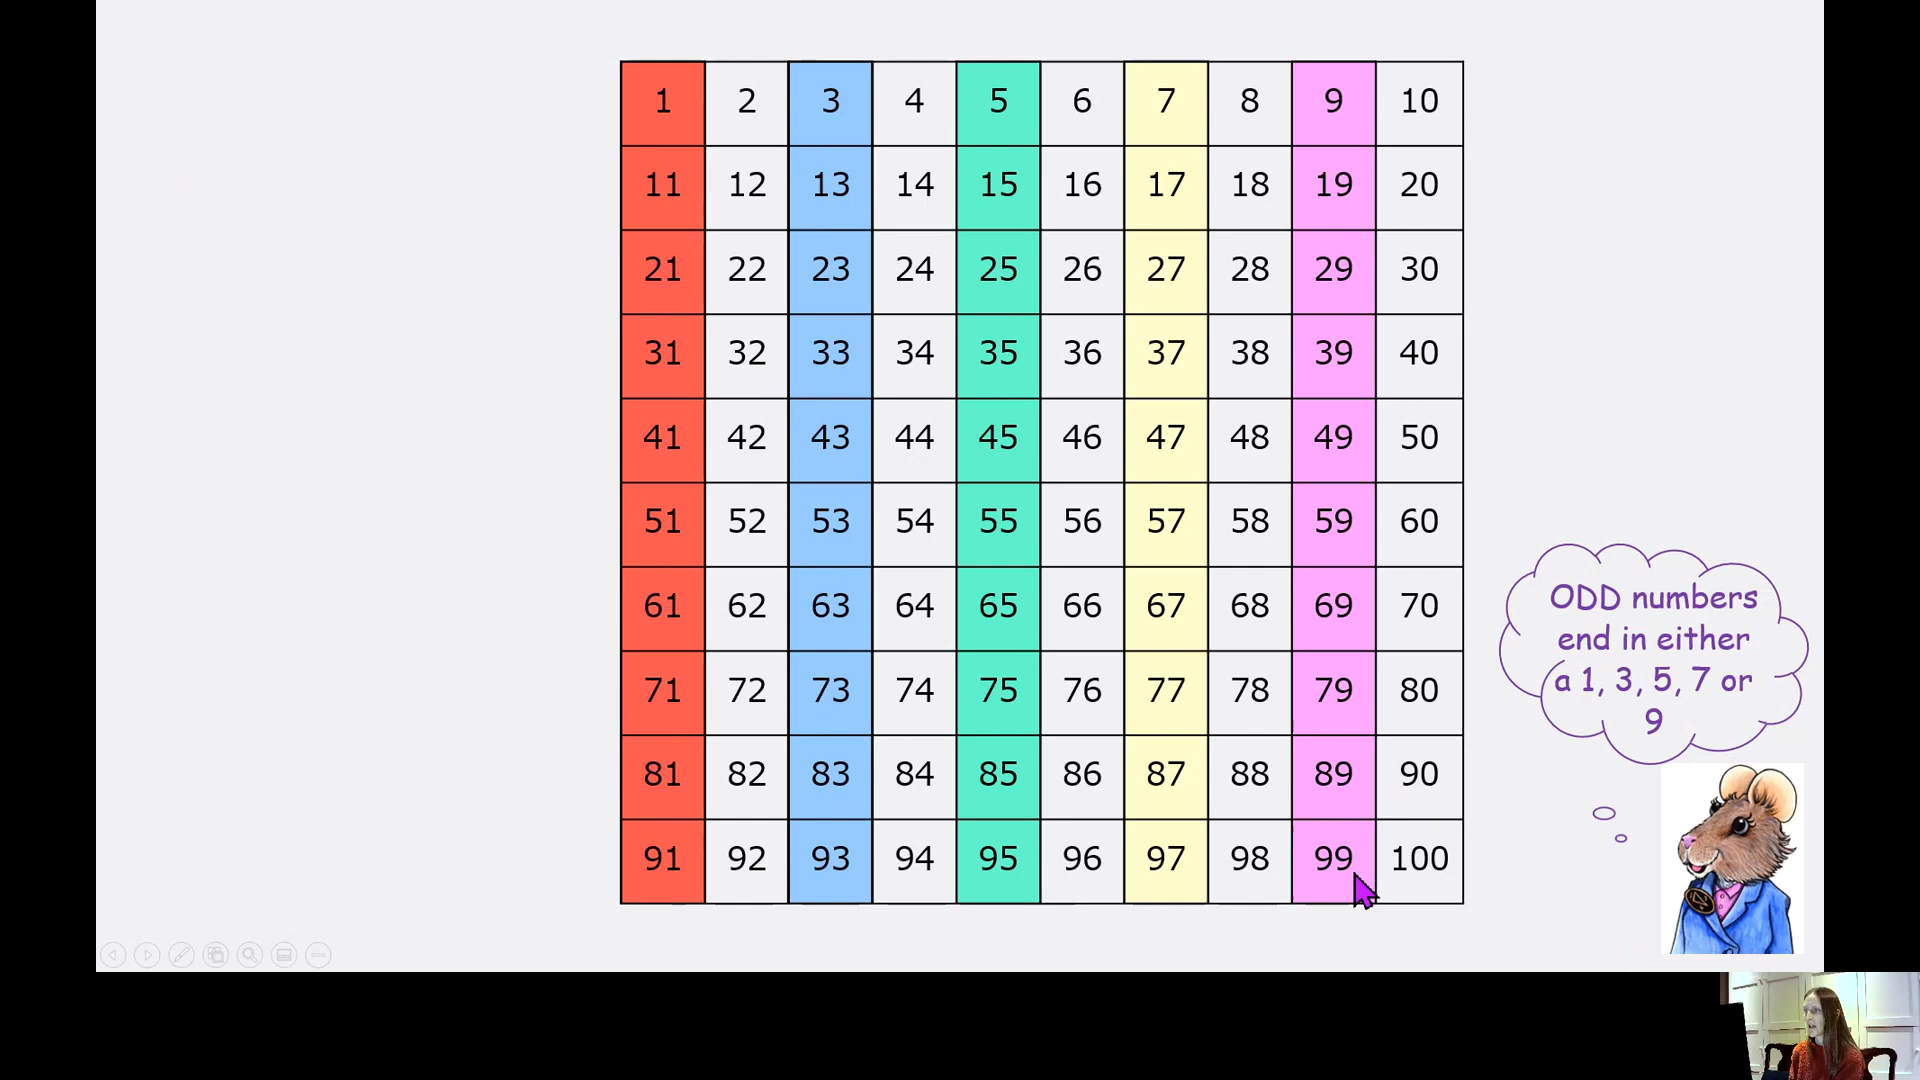 1 2 3 4 5 6 7 8 9 10
11 12 13 14 15 16 17 18 19 20
21 22 23 24 25 26 27 28 29 30
31 32 33 34 35 36 37 38 39 40
41 42 43 44 45 46 47 48 49 50
51 52 53 54 55 56 57 58 59 60
61 62 63 64 65 66 67 68 69 70
71 72 73 74 75 76 77 78 79 80
81 82 83 84 85 86 87 88 89 90
91 92 93 94 95 96 97 98 99 100
ODD numbers
end in either
a 1, 3, 5, 7 or
9